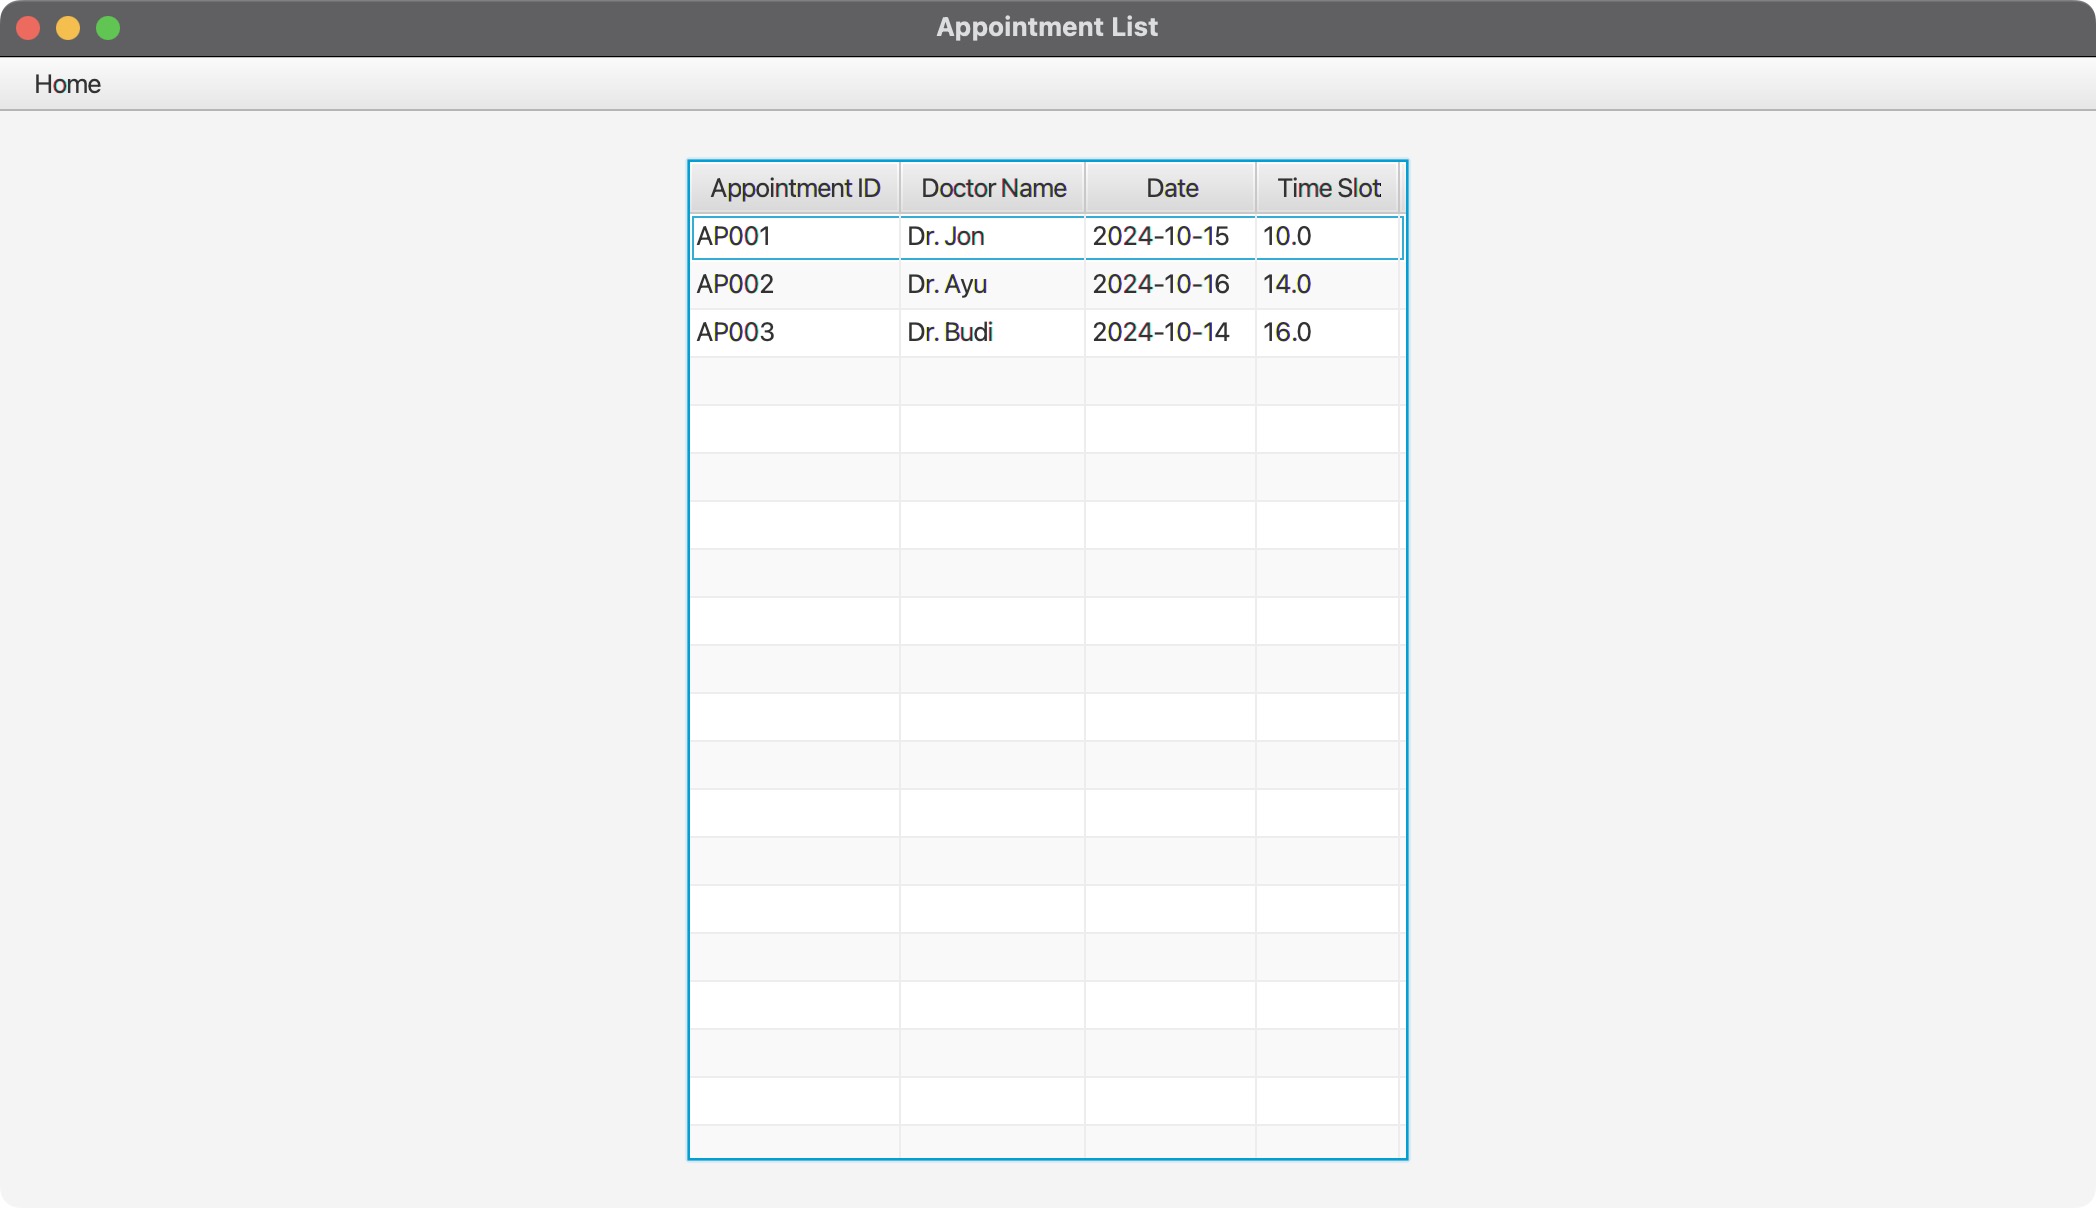 Appointment List
Home
Appointment ID Doctor Name Date Time Slot
AP001 Dr. Jon 2024-10-15 10.0
AP002 Dr. Ayu 2024-10-16 14.0
AP003 Dr. Budi 2024-10-14 16.0